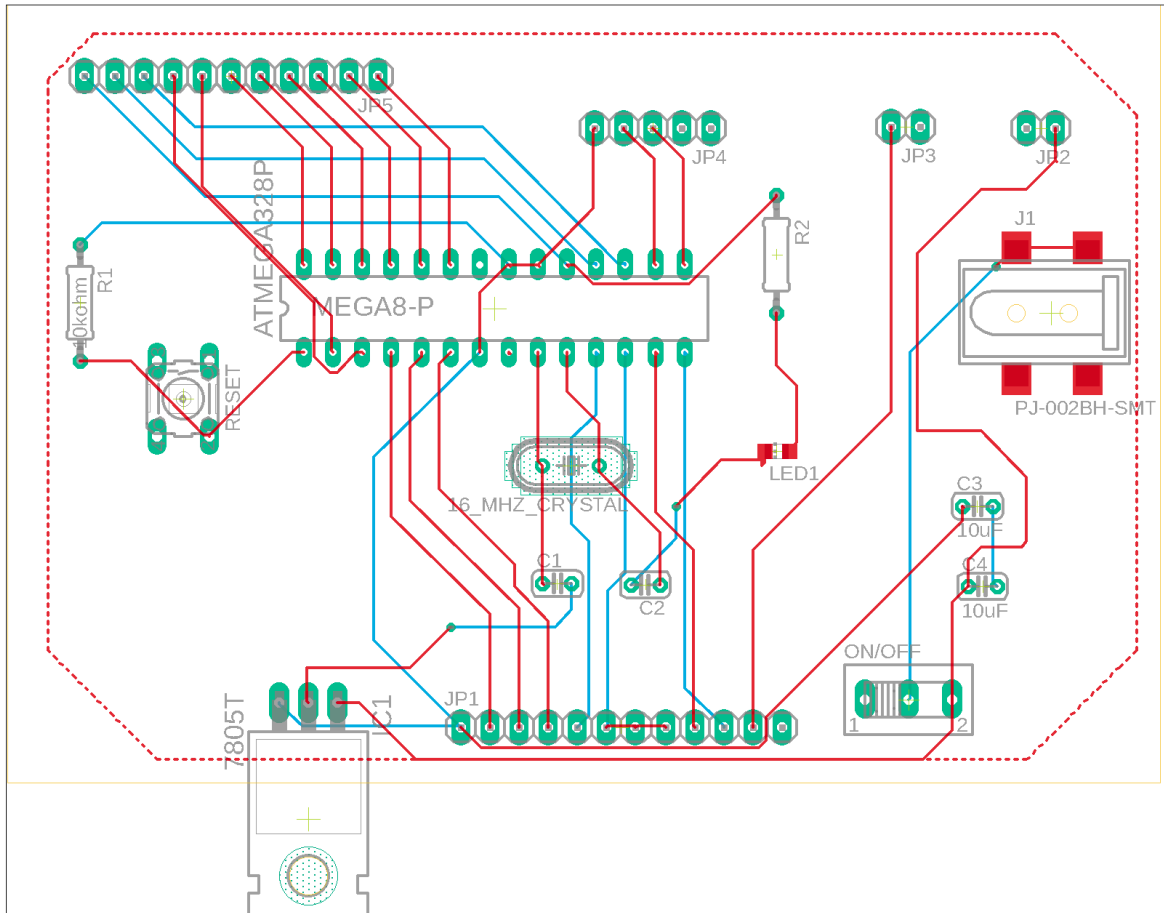 JP5
JP4
JP3
JP2
ATMEGA328P
R2
J1
R1
10kohm
MEGA8-P
RESET
PJ-002BH-SMT
LED1
16_MHZ_CRYSTAL
C3
10uF
C1
C2
C4
10uF
ON/OFF
1
2
7805T
IC1
JP1